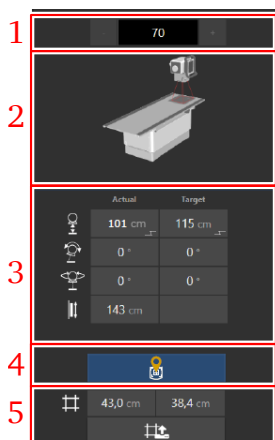 1
- 70 +
2
Actual Target
3
101 cm 115 cm
0 ° 0 °
0 ° 0 °
143 cm
4
5
43,0 cm 38,4 cm